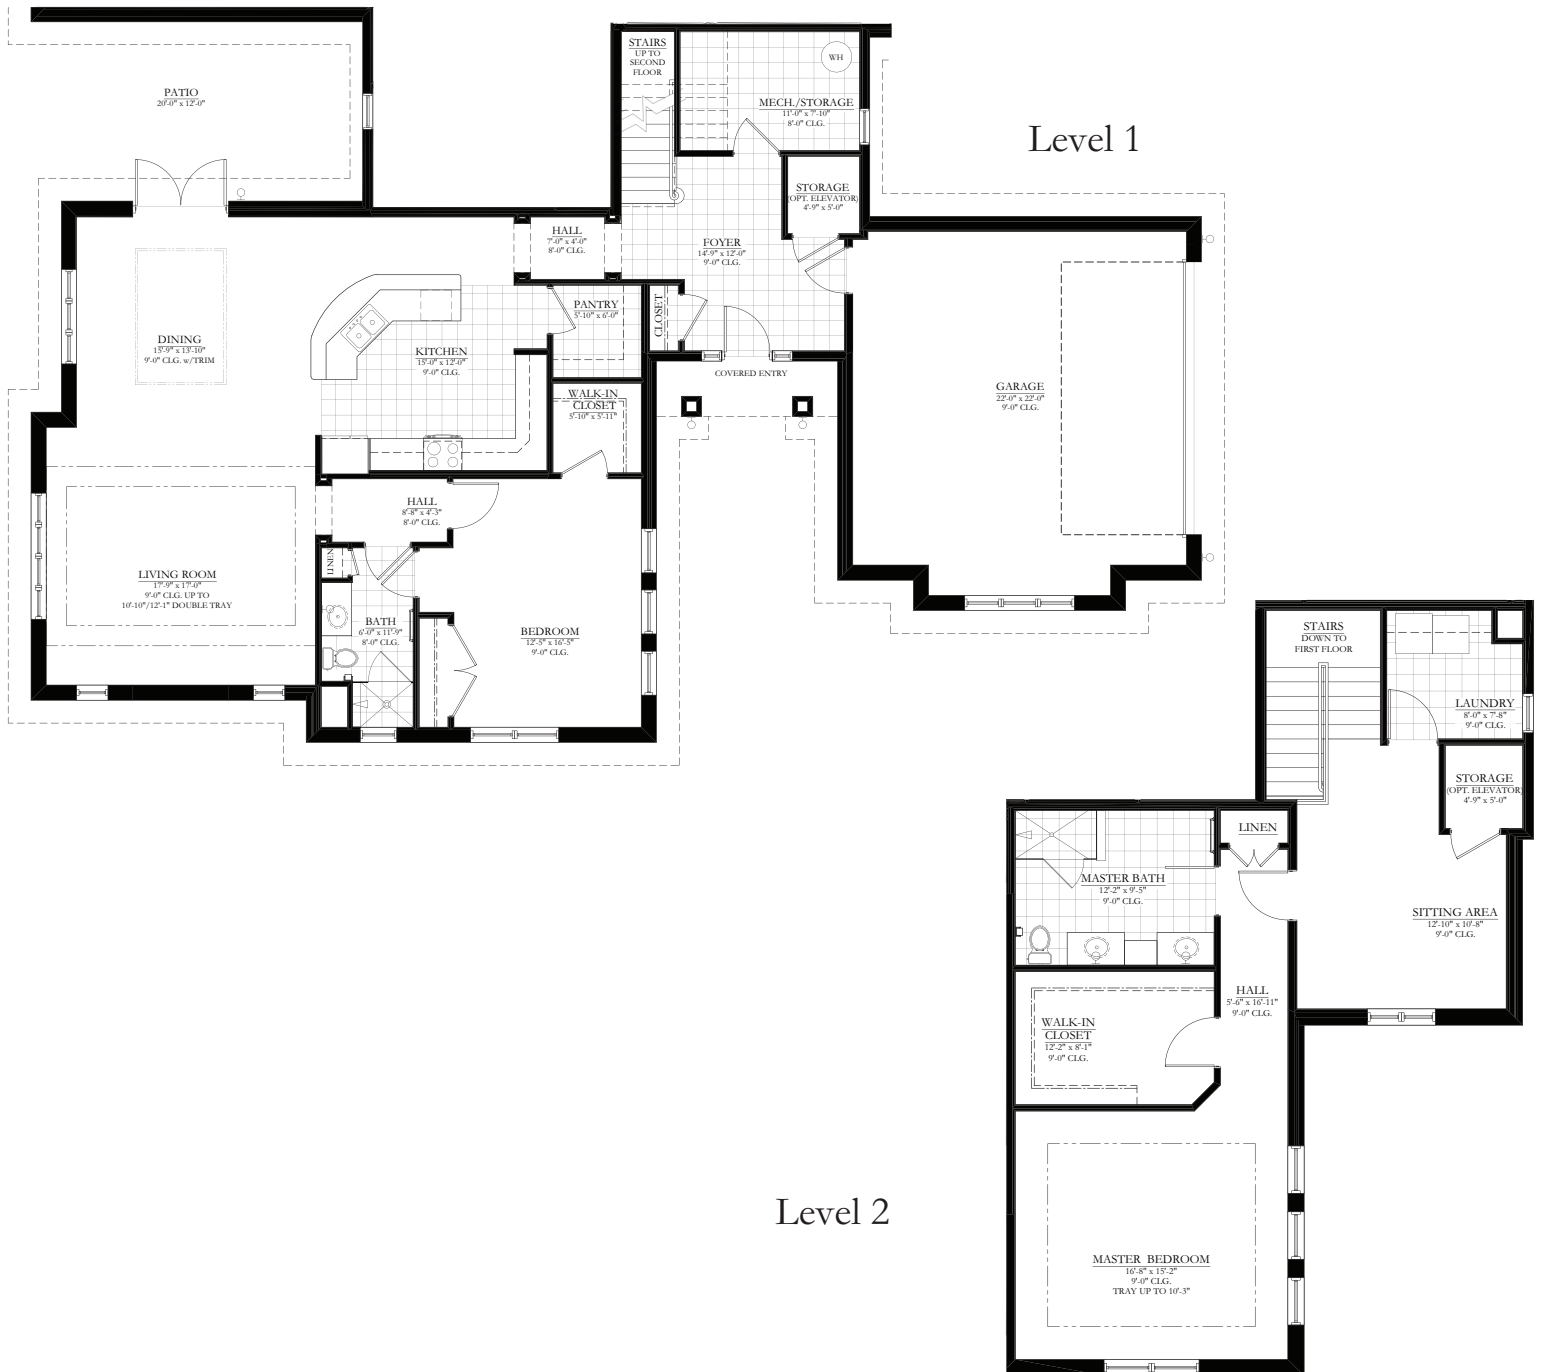 PATIO
20'-0" x 12'-0"
STAIRS
UP TO
SECOND
FLOOR
WH
MECH./STORAGE
11'-0" x 7'-10"
8'-0" CLG.
Level 1
STORAGE
(OPT. ELEVATOR)
4'-9" x 5'-0"
HALL
7'-0" x 4'-0"
8'-0" CLG.
FOYER
14'-9" x 12'-0"
9'-0" CLG.
CLOSET
PANTRY
5'-10" x 6'-0"
DINING
15'-9" x 13'-10"
9'-0" CLG. w/TRIM
KITCHEN
15'-0" x 12'-0"
9'-0" CLG.
COVERED ENTRY
WALK-IN
CLOSET
5'-10" x 5'-11"
GARAGE
22'-0" x 22'-0"
9'-0" CLG.
HALL
8'-8" x 4'-3"
8'-0" CLG.
LINEN
LIVING ROOM
17'-9" x 17'-0"
9'-0" CLG. UP TO
10'-10"/12'-1" DOUBLE TRAY
BATH
6'-0" x 11'-9"
8'-0" CLG.
BEDROOM
12'-5" x 16'-5"
9'-0" CLG.
STAIRS
DOWN TO
FIRST FLOOR
LAUNDRY
8'-0" x 7'-8"
9'-0" CLG.
STORAGE
(OPT. ELEVATOR)
4'-9" x 5'-0"
LINEN
MASTER BATH
12'-2" x 9'-5"
9'-0" CLG.
SITTING AREA
12'-10" x 10'-8"
9'-0" CLG.
HALL
5'-6" x 16'-11"
9'-0" CLG.
WALK-IN
CLOSET
12'-2" x 8'-1"
9'-0" CLG.
Level 2
MASTER BEDROOM
16'-8" x 15'-2"
9'-0" CLG.
TRAY UP TO 10'-3"